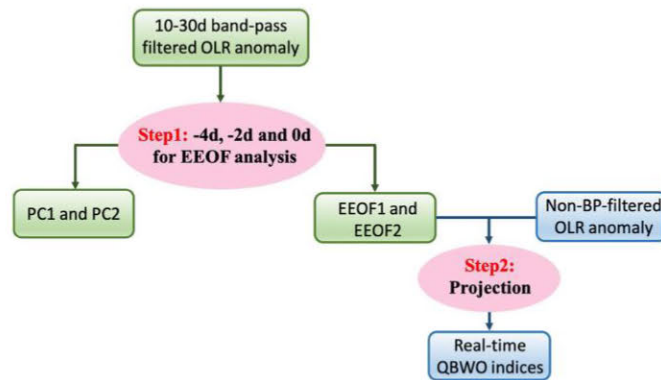 10-30d band-pass
filtered OLR anomaly
Step1: -4d, -2d and 0d
for EEOF analysis
PC1 and PC2
EEOF1 and
EEOF2
Non-BP-filtered
OLR anomaly
Step2:
Projection
Real-time
QBWO indices